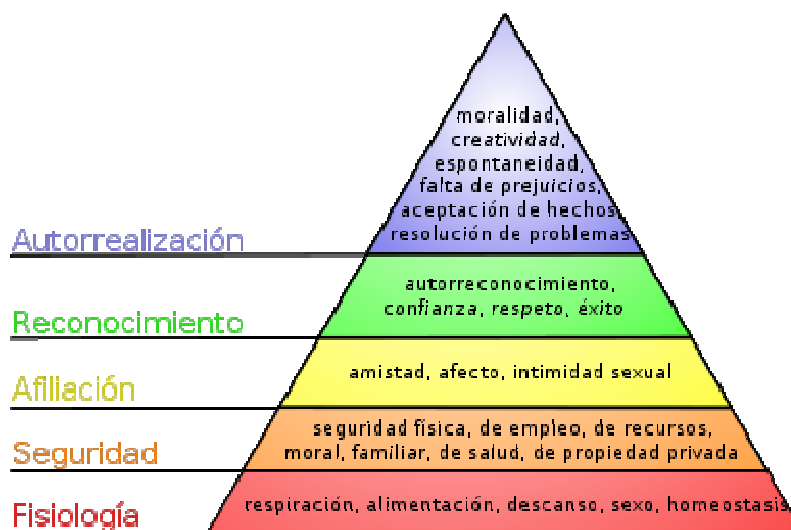 moralidad,
creatividad,
espontaneidad,
falta de prejuicios,
aceptación de hechos,
resolución de problemas
Autorrealización
autorreconocimiento,
confianza, respeto, éxito
Reconocimiento
amistad, afecto, intimidad sexual
Afiliación
seguridad física, de empleo, de recursos,
moral, familiar, de salud, de propiedad privada
Seguridad
respiración, alimentación, descanso, sexo, homeostasis
Fisiología